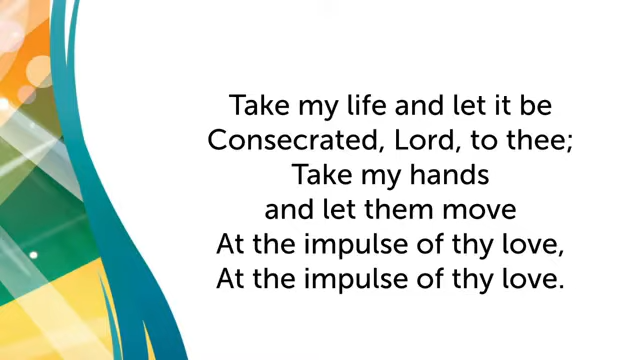 Take my life and let it be
Consecrated, Lord, to thee;
Take my hands
and let them move
At the impulse of thy love,
At the impulse of thy love.